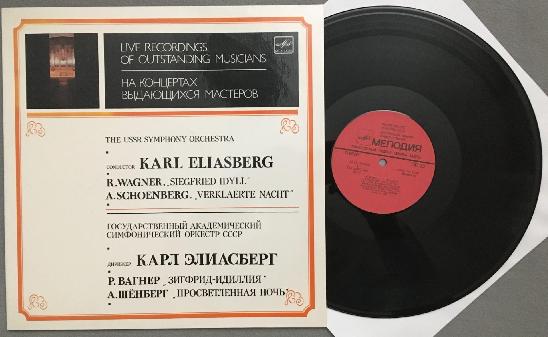 LIVE RECORDINGS
OF OUTSTANDING MUSICIANS
НА КОНЦЕРТАХ
ВЫДАЮЩИХСЯ МАСТЕРОВ
THE USSR SYMPHONY ORCHESTRA
CONDUCTOR KARL ELIASBERG
R. WAGNER. „SIEGFRIED IDYLL"
A. SCHOENBERG. „VERKLAERTE NACHT"
ГОСУДАРСТВЕННЫЙ АКАДЕМИЧЕСКИЙ
СИМФОНИЧЕСКИЙ ОРКЕСТР СССР
ДИРИЖЕР КАРЛ ЭЛИАСБЕРГ
Р. ВАГНЕР „ЗИГФРИД-ИДИЛЛИЯ"
А. ШЁНБЕРГ „ПРОСВЕТЛЕННАЯ НОЧЬ"
МЕЛОДИЯ